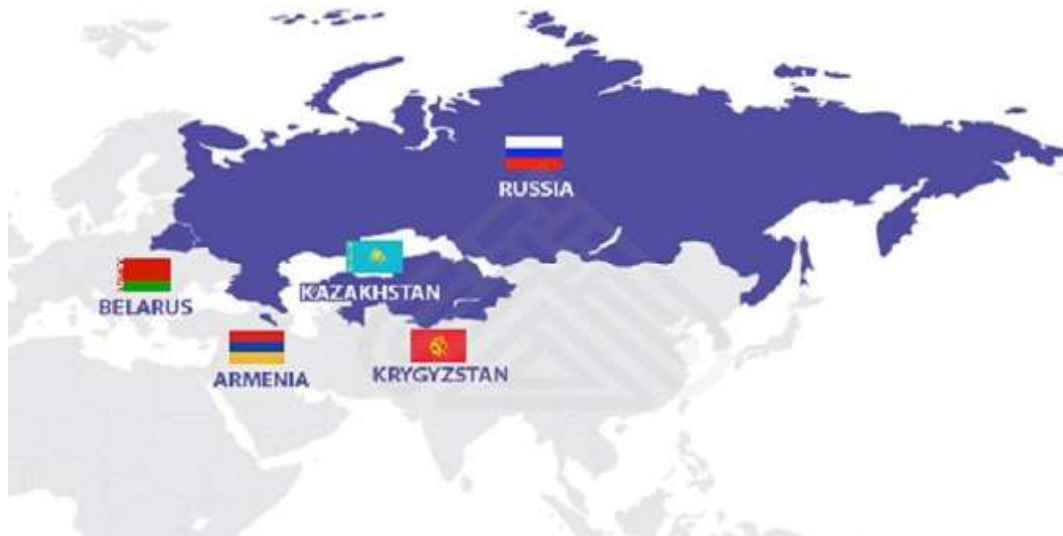 RUSSIA
KAZAKHSTAN
BELARUS
ARMENIA
KRYGYZSTAN